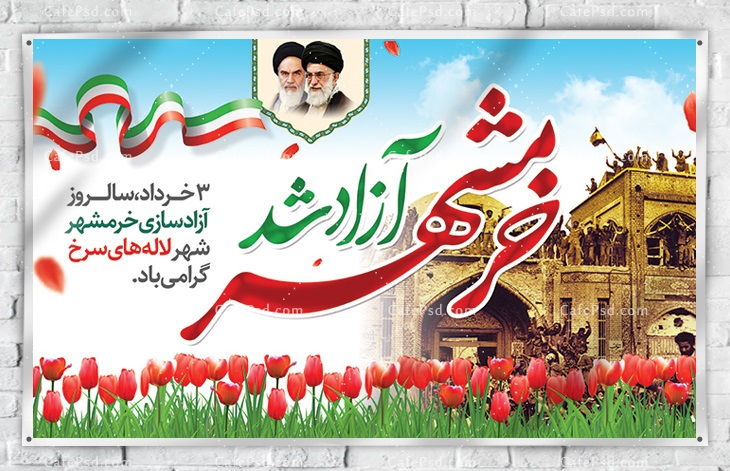 خرمشهر
آزاد شد
۳ خرداد، سالروز
آزادسازی خرمشهر
شهر لاله‌های سرخ
گرامی باد.
CafePsd.com